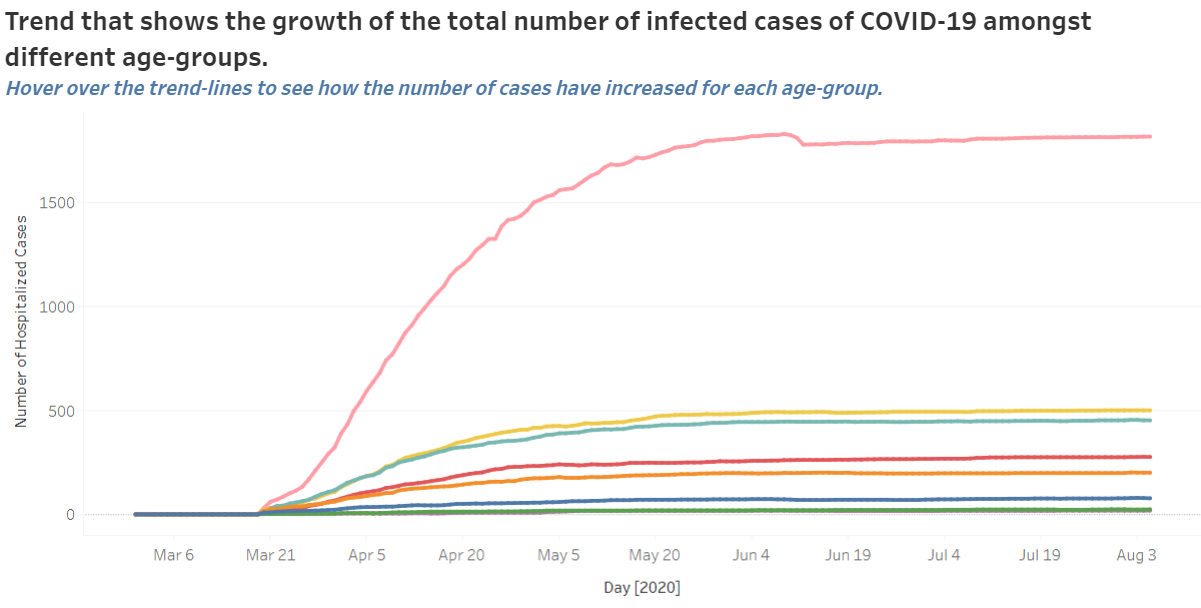 Trend that shows the growth of the total number of infected cases of COVID-19 amongst
different age-groups.
Hover over the trend-lines to see how the number of cases have increased for each age-group.
Number of Hospitalized Cases
1500
1000
500
0
Mar 6 Mar 21 Apr 5 Apr 20 May 5 May 20 Jun 4 Jun 19 Jul 4 Jul 19 Aug 3
Day [2020]